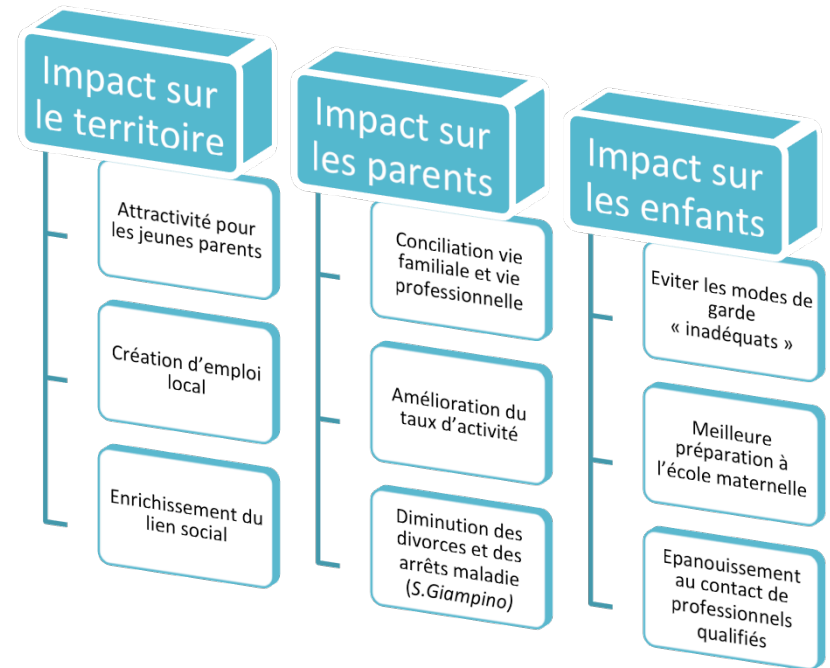 Impact sur
le territoire
Attractivité pour
les jeunes parents
Création d’emploi
local
Enrichissement du
lien social
Impact sur
les parents
Conciliation vie
familiale et vie
professionnelle
Amélioration du
taux d’activité
Diminution des
divorces et des
arrêts maladie
(S.Giampino)
Impact sur
les enfants
Eviter les modes de
garde
« inadéquats »
Meilleure
préparation à
l’école maternelle
Epanouissement
au contact de
professionnels
qualifiés